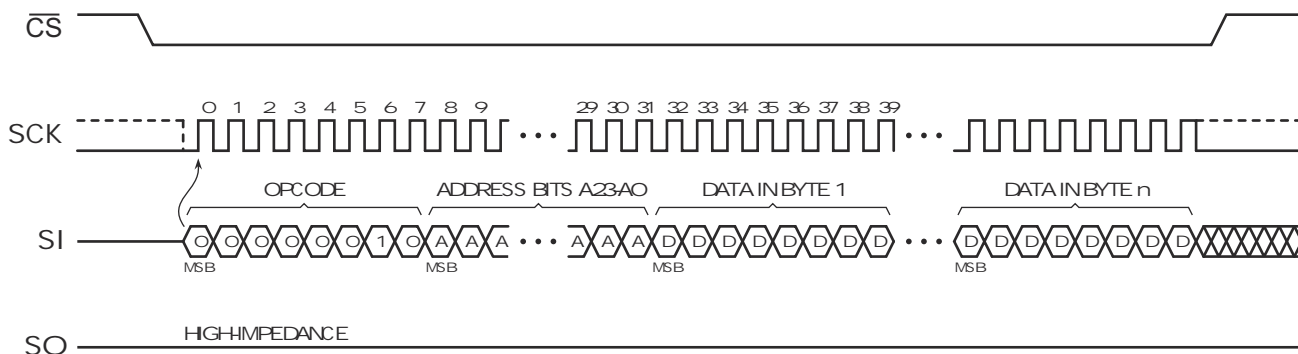 CS
0 1 2 3 4 5 6 7 8 9 29 30 31 32 33 34 35 36 37 38 39
SCK
OPCODE ADDRESS BITS A23-A0 DATA IN BYTE 1 DATA IN BYTE n
SI 0 0 0 0 0 0 1 0 A A A A A A D D D D D D D D D D D D D D D D
MSB MSB MSB MSB
HIGH-IMPEDANCE
SO